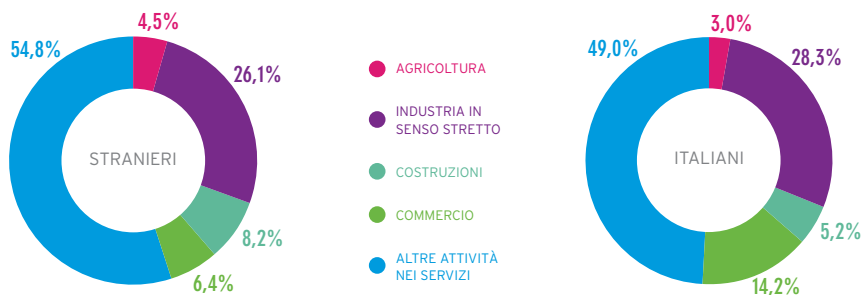 4,5%
54,8%
26,1%
STRANIERI
8,2%
6,4%
AGRICOLTURA
INDUSTRIA IN
SENSO STRETTO
COSTRUZIONI
COMMERCIO
ALTRE ATTIVITÀ
NEI SERVIZI
3,0%
49,0%
28,3%
ITALIANI
5,2%
14,2%